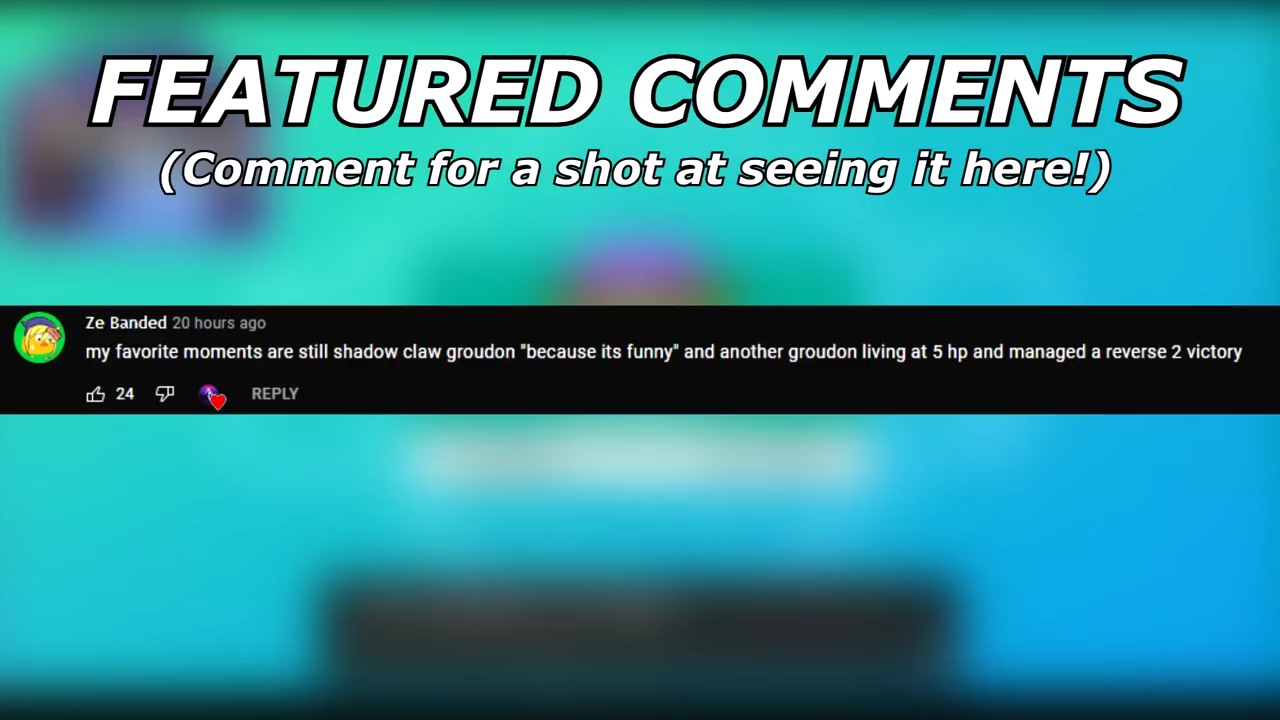 FEATURED COMMENTS
(Comment for a shot at seeing it here!)
Ze Banded 20 hours ago
my favorite moments are still shadow claw groudon "because its funny" and another groudon living at 5 hp and managed a reverse 2 victory
24 REPLY